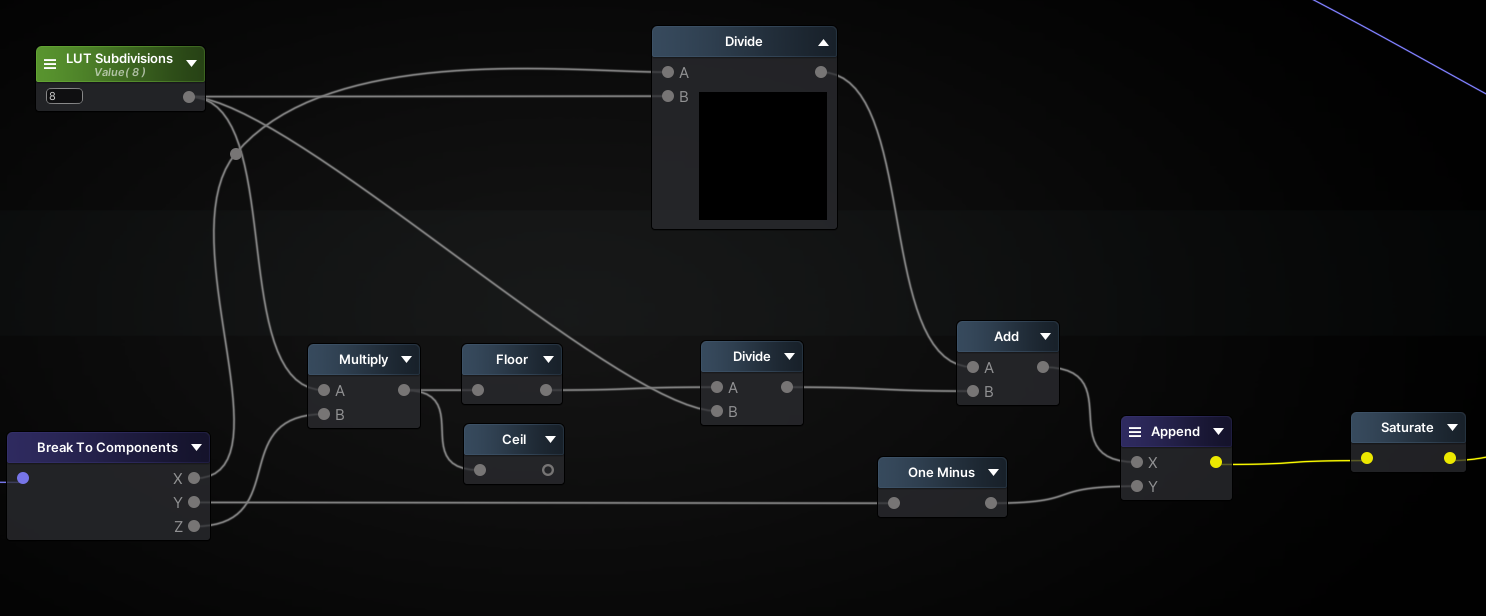 LUT Subdivisions
Value( 8 )
8
Divide
A
B
Multiply
A
B
Floor
Ceil
Divide
A
B
Add
A
B
Break To Components
X
Y
Z
One Minus
Append
X
Y
Saturate